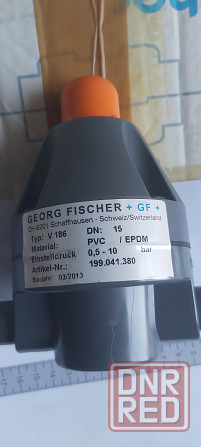 GEORG FISCHER + GF +
CH-8201 Schaffhausen - Schweiz/Switzerland
Typ: V 186 DN: 15
Material: PVC / EPDM
Einstelldruck, 0,5 - 10 bar
Artikel-Nr.: 199.041.380
Baujahr: 03/2013
DNR
RED